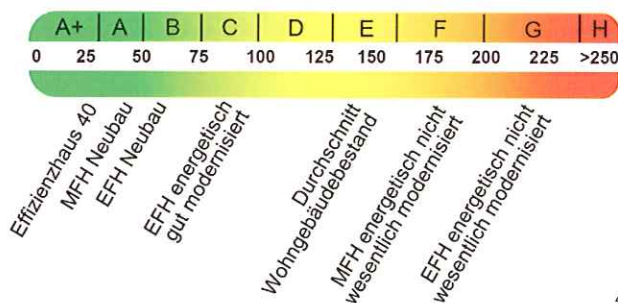 A+ A B C D E F G H
0 25 50 75 100 125 150 175 200 225 >250
Effizienzhaus 40
MFH Neubau
EFH Neubau
EFH energetisch
gut modernisiert
Durchschnitt
Wohngebäudebestand
MFH energetisch nicht
wesentlich modernisiert
EFH energetisch nicht
wesentlich modernisiert